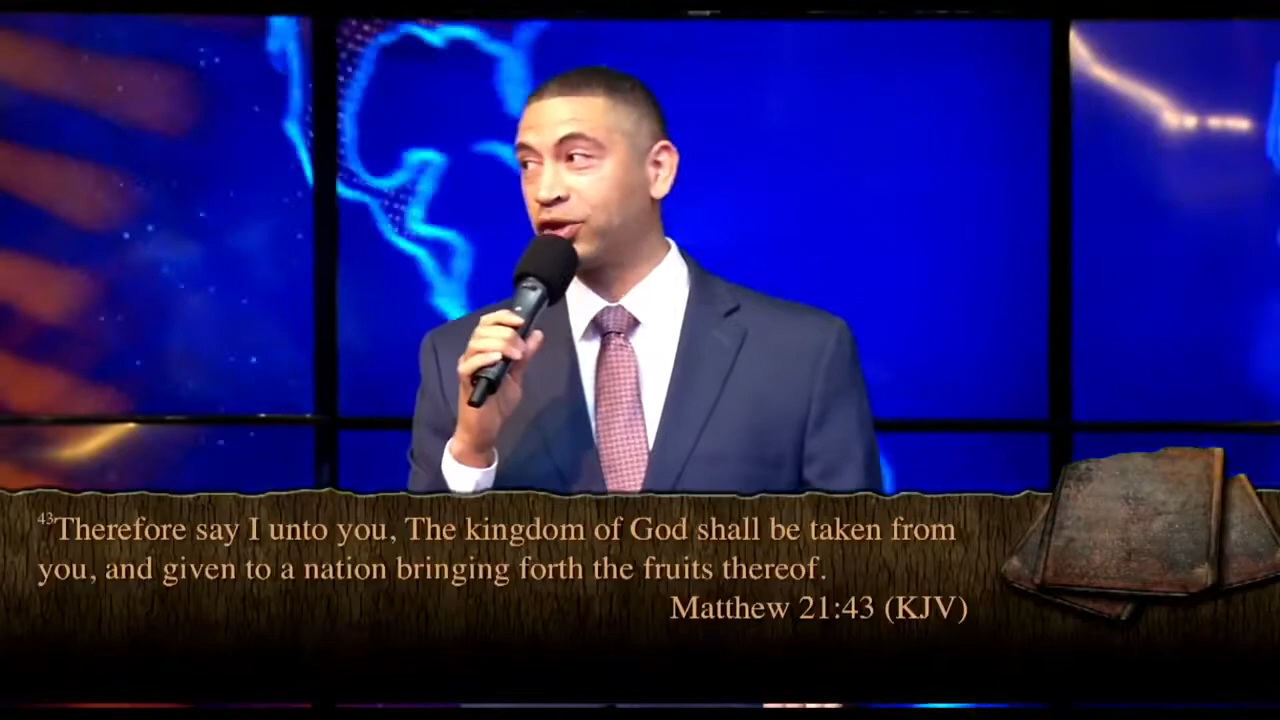 43Therefore say I unto you, The kingdom of God shall be taken from
you, and given to a nation bringing forth the fruits thereof.
Matthew 21:43 (KJV)